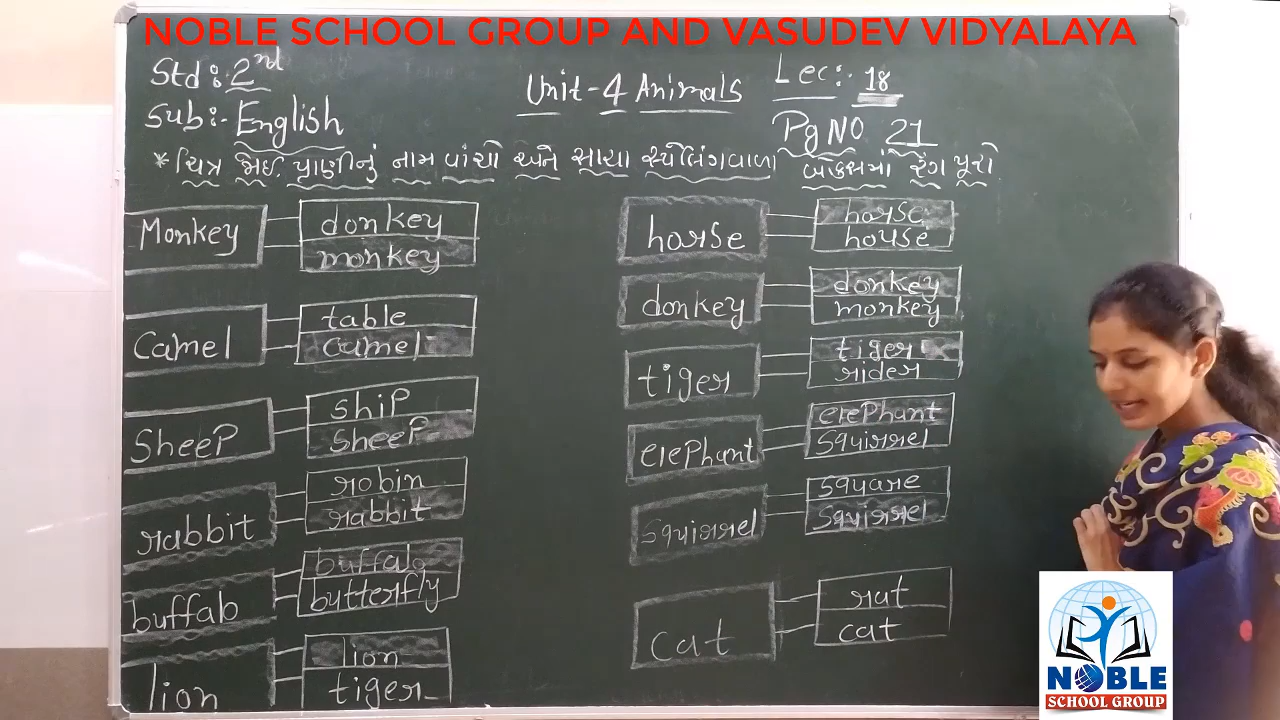 NOBLE SCHOOL GROUP AND VASUDEV VIDYALAYA
Std: 2nd
Unit-4 Animals
Lec:- 18
Sub:- English
Pg NO. 21
* ચિત્ર જોઈ પ્રાણીનું નામ વાંચો અને સાચા સ્પેલિંગવાળા બોક્સમાં રંગ પૂરો.
Monkey
donkey
monkey
Camel
table
camel
SheeP
shiP
SheeP
rabbit
robin
rabbit
buffalo
buffalo
butterfly
lion
lion
tiger
horse
horse
house
donkey
donkey
monkey
tiger
tiger
rider
elePhant
elePhant
squirrel
squirrel
square
squirrel
cat
rat
cat
NOBLE
SCHOOL GROUP